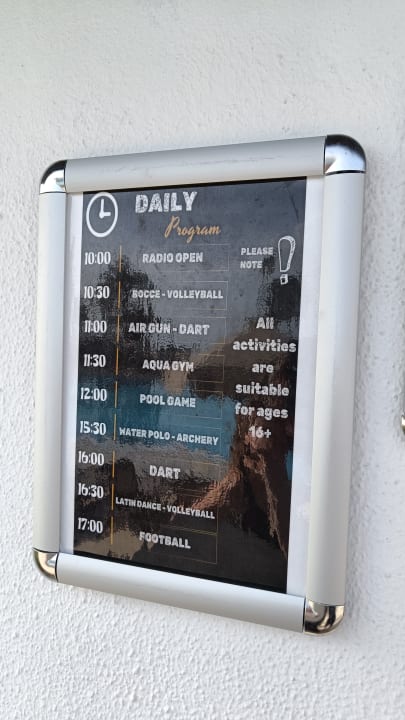 DAILY
Program
10:00 RADIO OPEN
10:30 BOCCE - VOLLEYBALL
11:00 AIR GUN - DART
11:30 AQUA GYM
12:00 POOL GAME
15:30 WATER POLO - ARCHERY
16:00 DART
16:30 LATIN DANCE - VOLLEYBALL
17:00 FOOTBALL
PLEASE
NOTE !
All
activities
are
suitable
for ages
16+